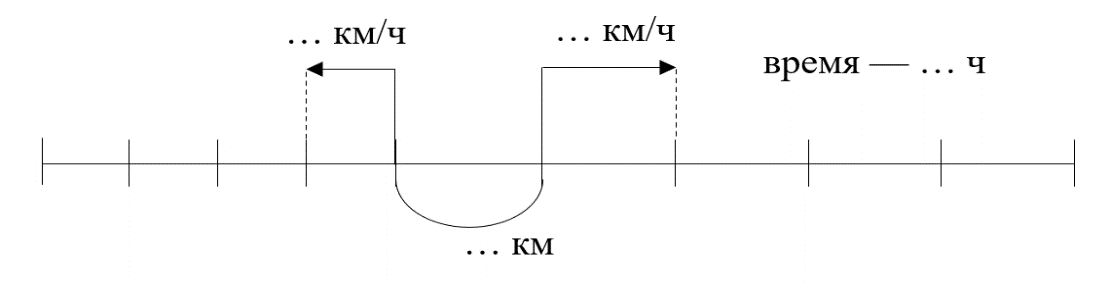 … км/ч
… км/ч
время — … ч
… км